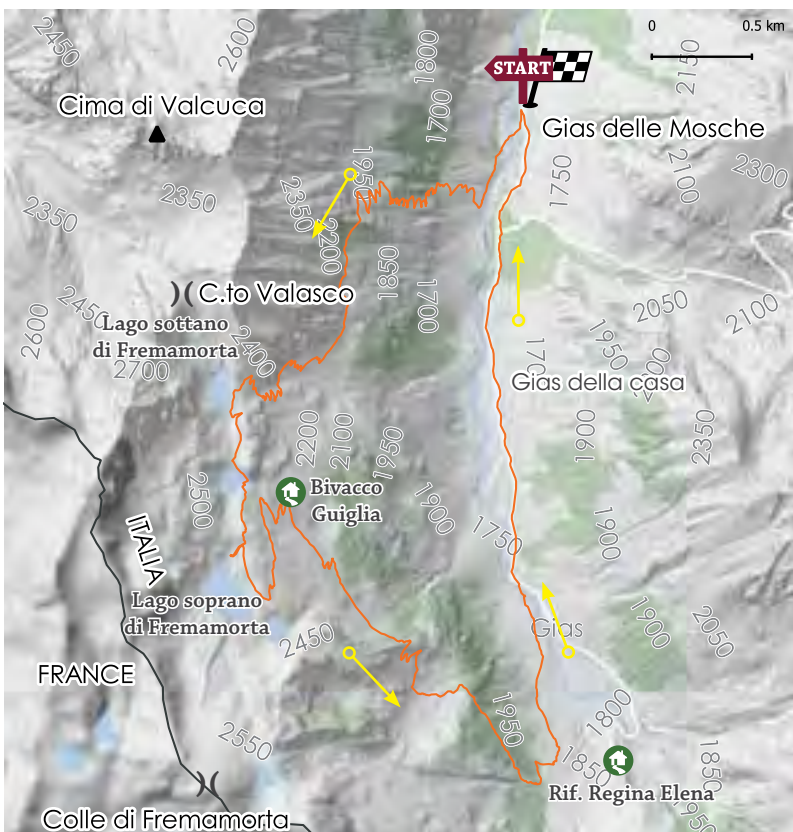 0 0.5 km
2450
2600
1800
2150
START
Cima di Valcuca
Gias delle Mosche
1700
1950
1750
2100
2300
2350
2350
2350
2200
C.to Valasco
1850
1700
2050
2100
2450
2600
Lago sottano
di Fremamorta
2400
2700
1950
Gias della casa
2200
2100
1950
1900
2350
2500
Bivacco
Guiglia
1900
1900
1750
ITALIA
Lago soprano
di Fremamorta
Gias
1900
2050
2450
FRANCE
1950
1800
2550
1850
1850
Rif. Regina Elena
1950
Colle di Fremamorta